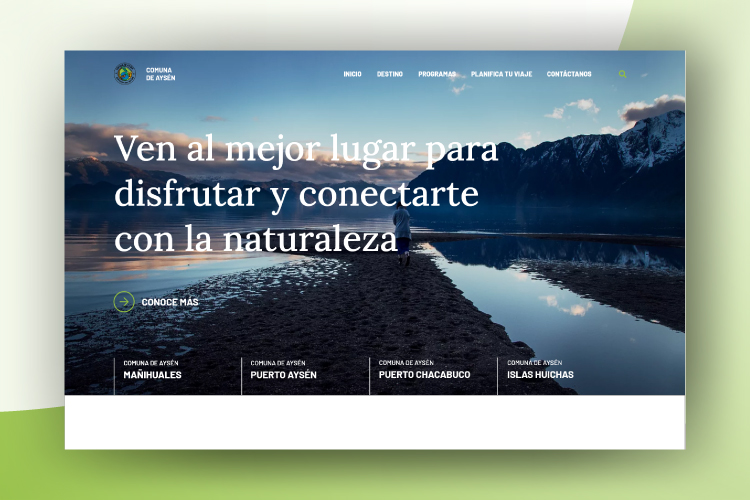 COMUNA
DE AYSÉN
INICIO DESTINO PROGRAMAS PLANIFICA TU VIAJE CONTÁCTANOS
Ven al mejor lugar para
disfrutar y conectarte
con la naturaleza
CONOCE MÁS
COMUNA DE AYSÉN
MAÑIHUALES
COMUNA DE AYSÉN
PUERTO AYSÉN
COMUNA DE AYSÉN
PUERTO CHACABUCO
COMUNA DE AYSÉN
ISLAS HUICHAS